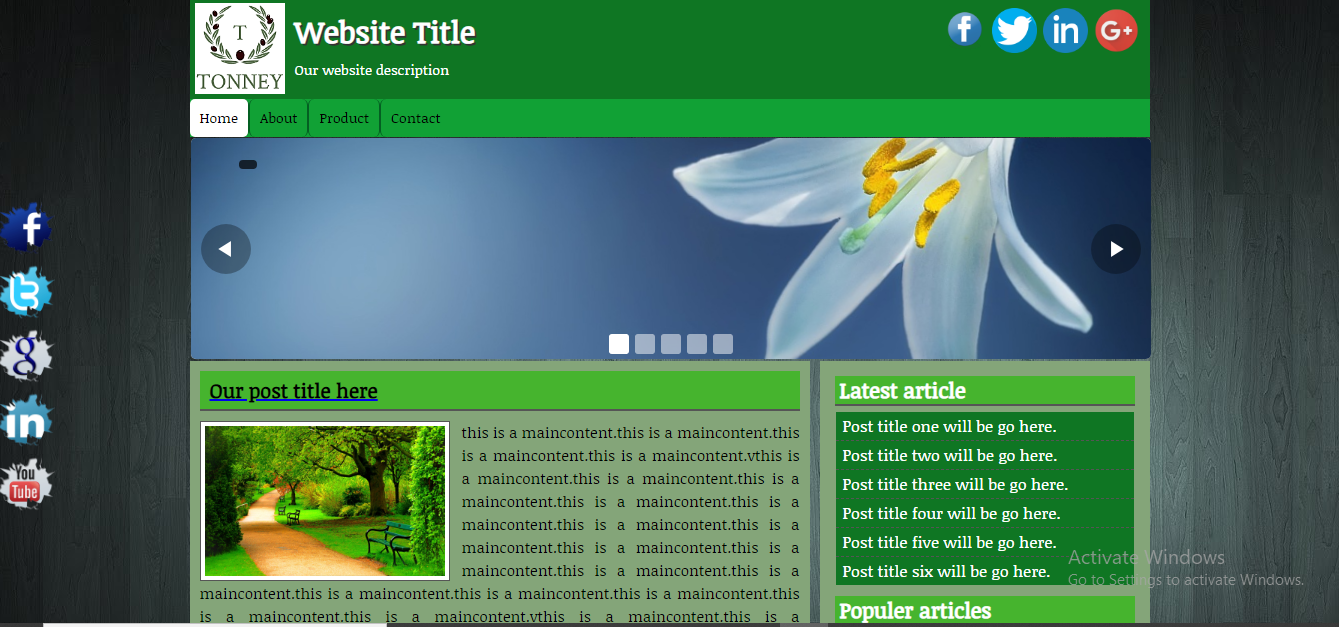 T
TONNEY
Website Title
Our website description
f
in
G+
Home
About
Product
Contact
f
t
g
in
You
Tube
Our post title here
this is a maincontent.this is a maincontent.this
is a maincontent.this is a maincontent.vthis is
a maincontent.this is a maincontent.this is a
maincontent.this is a maincontent.this is a
maincontent.this is a maincontent.this is a
maincontent.this is a maincontent.this is a
maincontent.this is a maincontent.this is a
maincontent.this is a maincontent.this is a maincontent.this is a maincontent.this
is a maincontent.this is a maincontent.vthis is a maincontent.this is a
Latest article
Post title one will be go here.
Post title two will be go here.
Post title three will be go here.
Post title four will be go here.
Post title five will be go here.
Post title six will be go here.
Populer articles
Activate Windows
Go to Settings to activate Windows.